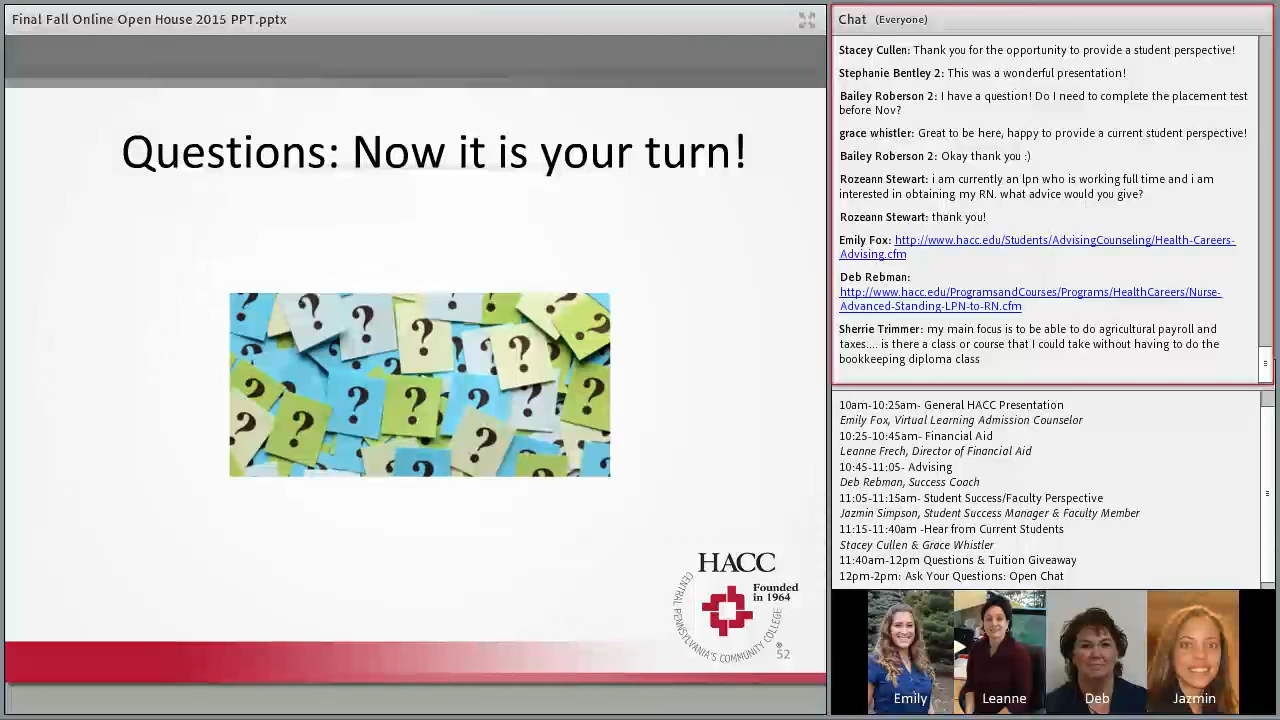 Final Fall Online Open House 2015 PPT.pptx
Questions: Now it is your turn!
HACC
Founded
in 1964
CENTRAL PENNSYLVANIA'S COMMUNITY COLLEGE
®
52
Chat (Everyone)
Stacey Cullen: Thank you for the opportunity to provide a student perspective!
Stephanie Bentley 2: This was a wonderful presentation!
Bailey Roberson 2: I have a question! Do I need to complete the placement test
before Nov?
grace whistler: Great to be here, happy to provide a current student perspective!
Bailey Roberson 2: Okay thank you :)
Rozeann Stewart: i am currently an lpn who is working full time and i am
interested in obtaining my RN. what advice would you give?
Rozeann Stewart: thank you!
Emily Fox: http://www.hacc.edu/Students/AdvisingCounseling/Health-Careers-
Advising.cfm
Deb Rebman:
http://www.hacc.edu/ProgramsandCourses/Programs/HealthCareers/Nurse-
Advanced-Standing-LPN-to-RN.cfm
Sherrie Trimmer: my main focus is to be able to do agricultural payroll and
taxes.... is there a class or course that I could take without having to do the
bookkeeping diploma class
10am-10:25am- General HACC Presentation
Emily Fox, Virtual Learning Admission Counselor
10:25-10:45am- Financial Aid
Leanne Frech, Director of Financial Aid
10:45-11:05- Advising
Deb Rebman, Success Coach
11:05-11:15am- Student Success/Faculty Perspective
Jazmin Simpson, Student Success Manager & Faculty Member
11:15-11:40am -Hear from Current Students
Stacey Cullen & Grace Whistler
11:40am-12pm Questions & Tuition Giveaway
12pm-2pm: Ask Your Questions: Open Chat
Emily
Leanne
Deb
Jazmin